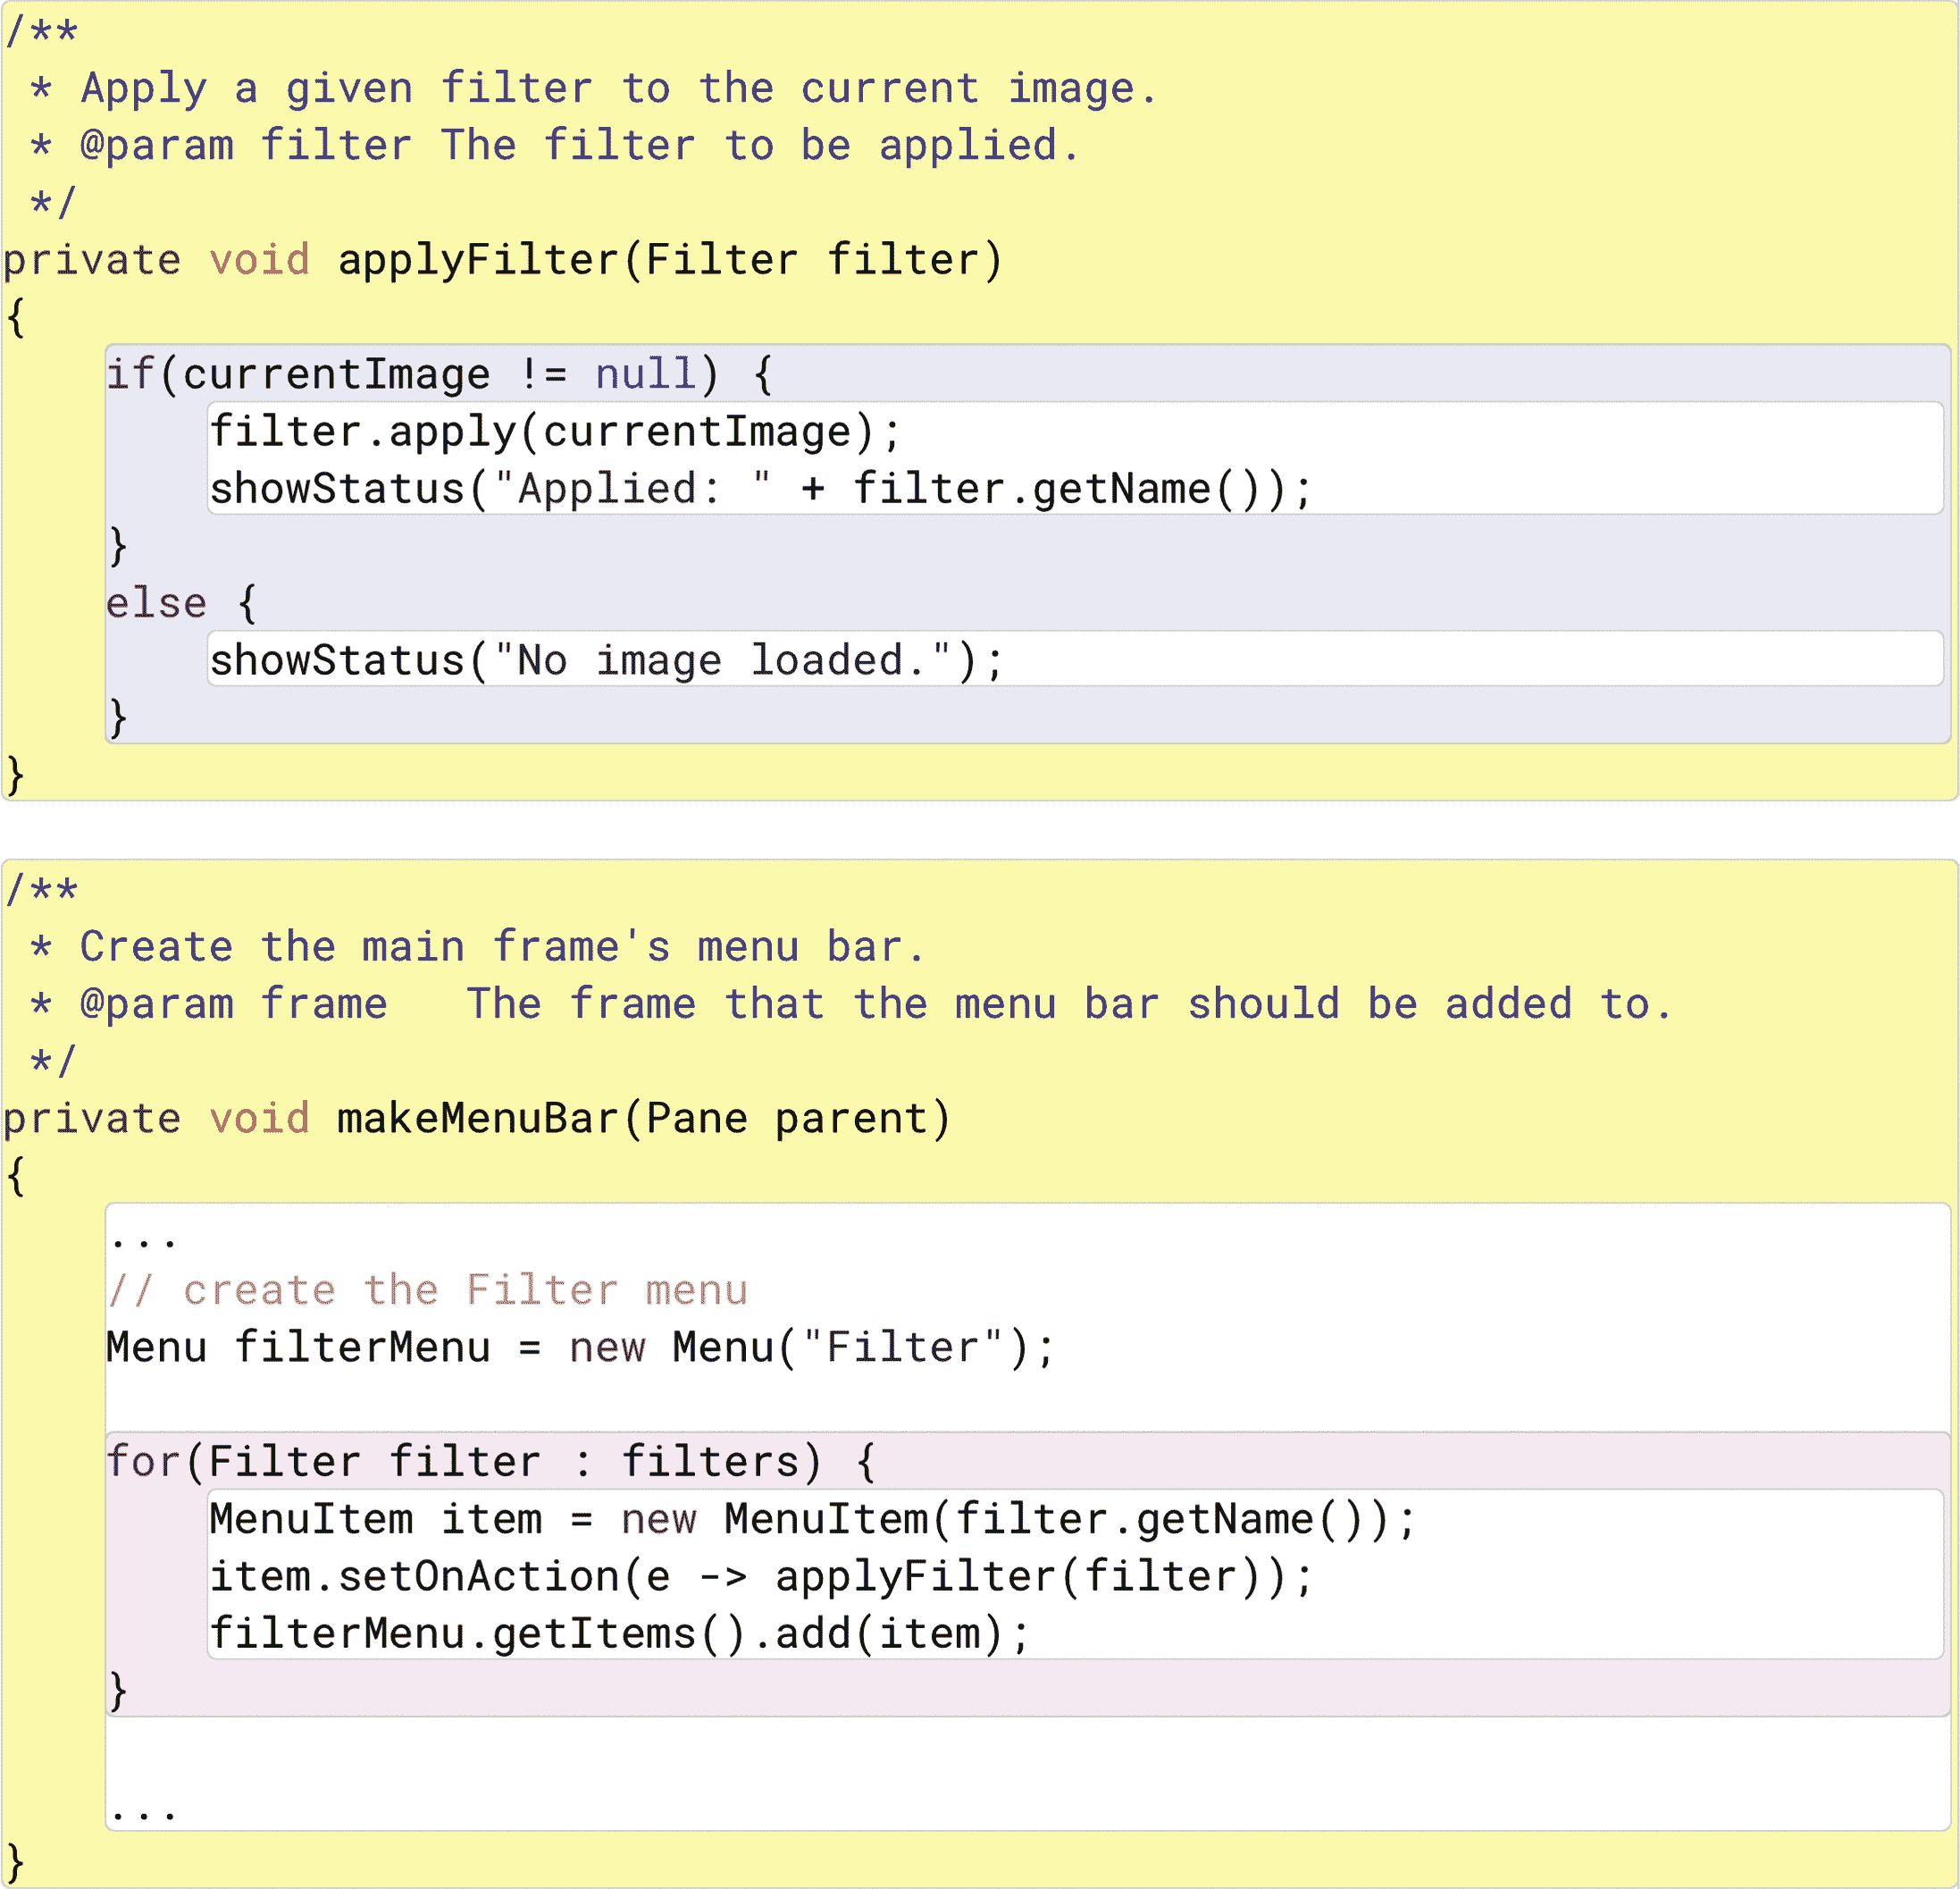 /**
 * Apply a given filter to the current image.
 * @param filter The filter to be applied.
 */
private void applyFilter(Filter filter)
{
    if(currentImage != null) {
        filter.apply(currentImage);
        showStatus("Applied: " + filter.getName());
    }
    else {
        showStatus("No image loaded.");
    }
}

/**
 * Create the main frame's menu bar.
 * @param frame   The frame that the menu bar should be added to.
 */
private void makeMenuBar(Pane parent)
{
    ...
    // create the Filter menu
    Menu filterMenu = new Menu("Filter");

    for(Filter filter : filters) {
        MenuItem item = new MenuItem(filter.getName());
        item.setOnAction(e -> applyFilter(filter));
        filterMenu.getItems().add(item);
    }

    ...
}